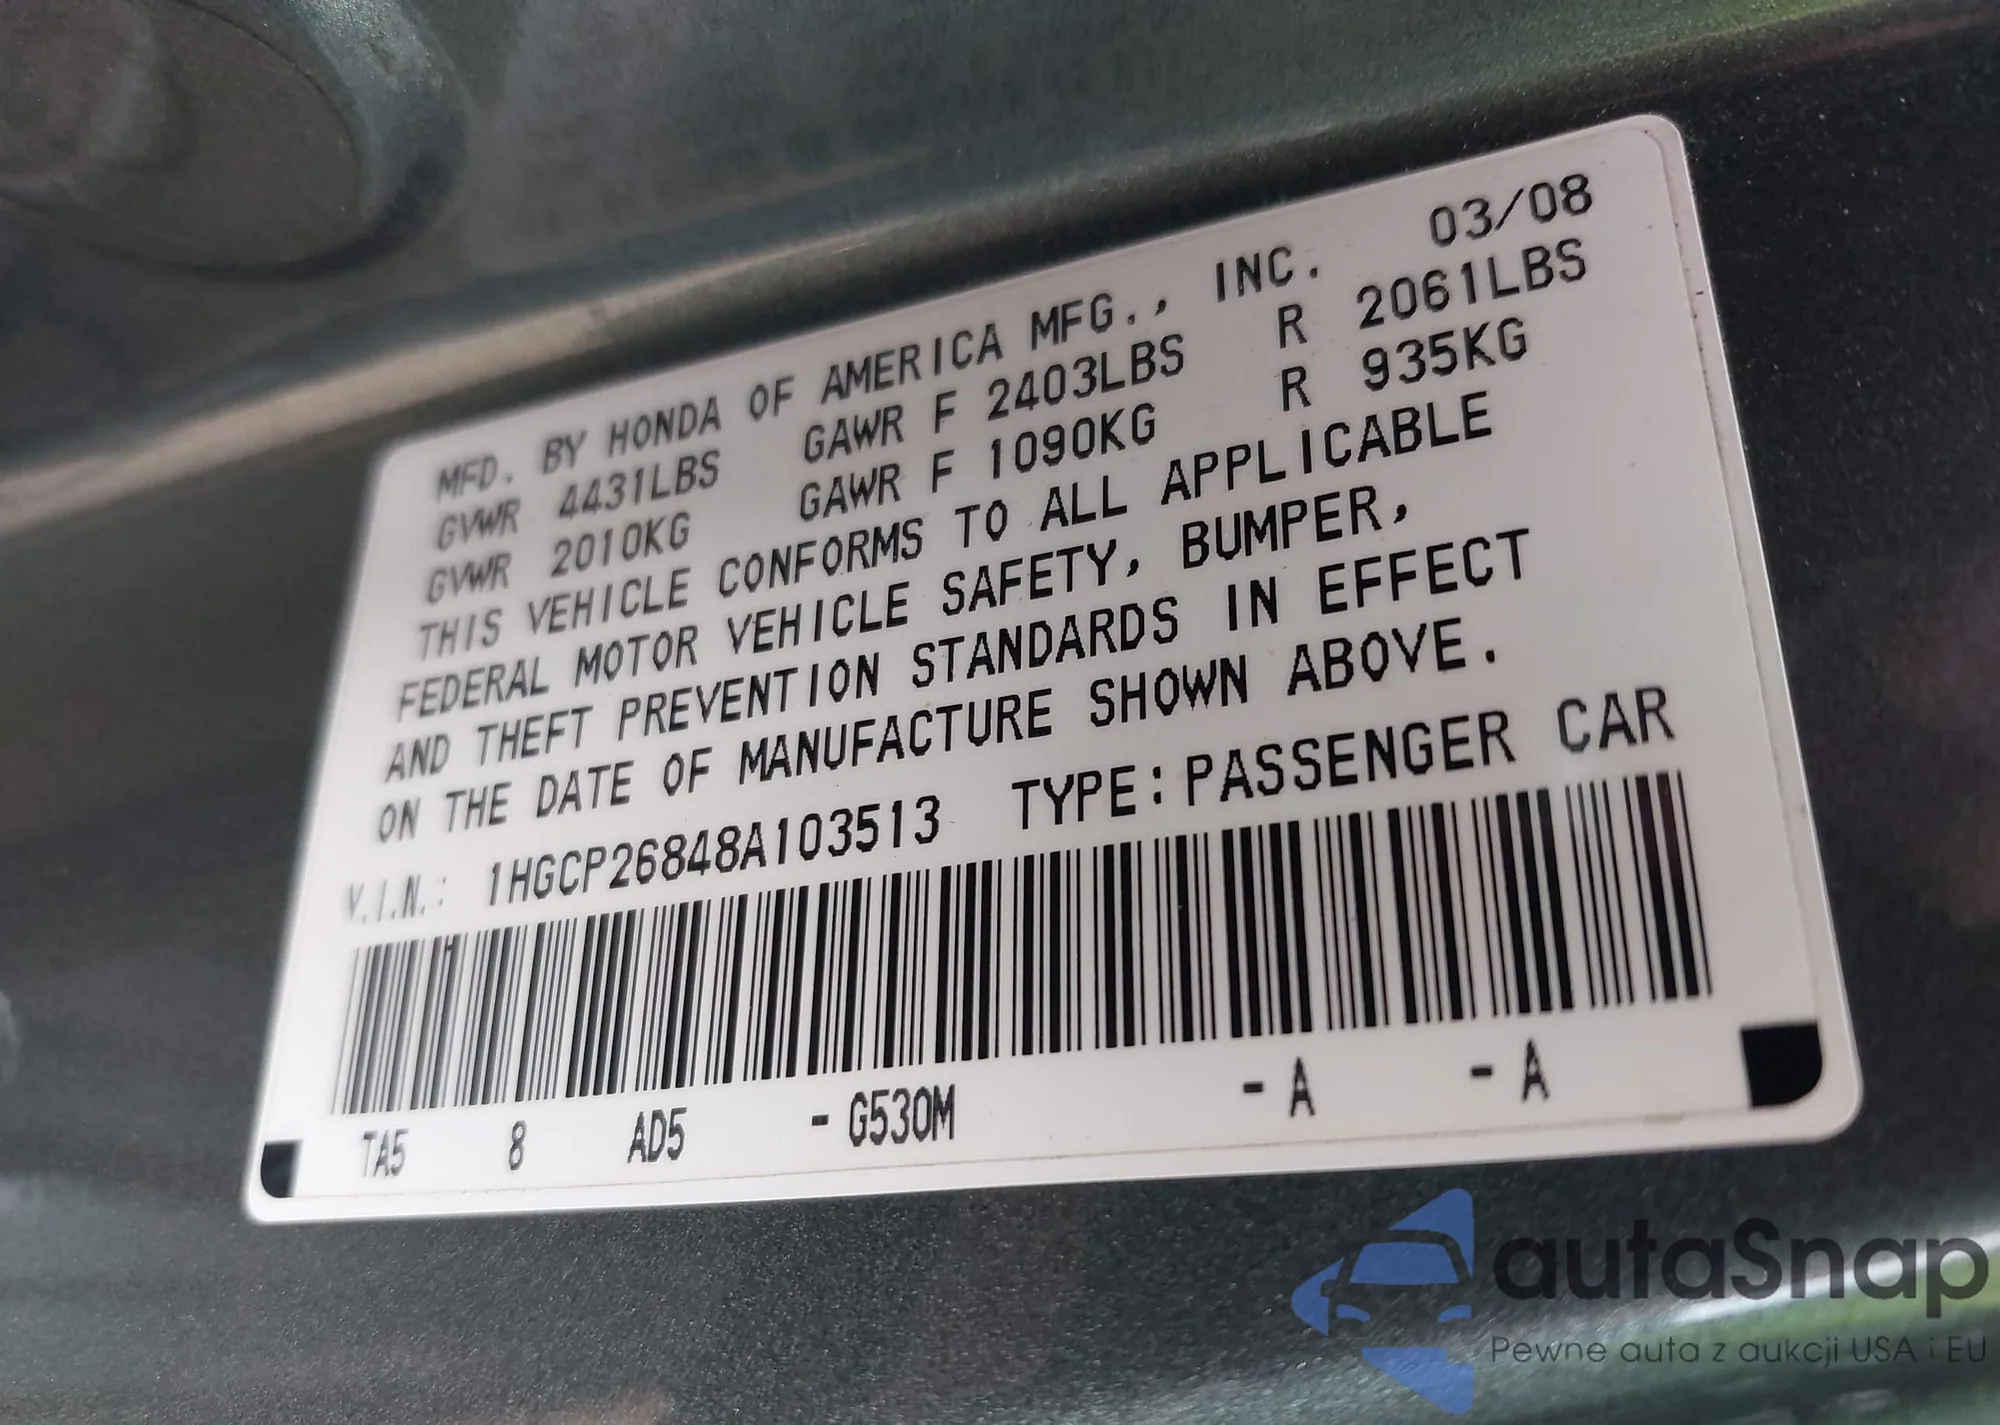 03/08
MFD. BY HONDA OF AMERICA MFG., INC.
GVWR 4431LBS GAWR F 2403LBS R 2061LBS
GVWR 2010KG GAWR F 1090KG R 935KG
THIS VEHICLE CONFORMS TO ALL APPLICABLE
FEDERAL MOTOR VEHICLE SAFETY, BUMPER,
AND THEFT PREVENTION STANDARDS IN EFFECT
ON THE DATE OF MANUFACTURE SHOWN ABOVE.
V.I.N.: 1HGCP26848A103513 TYPE:PASSENGER CAR
TA5 8 AD5 -G530M -A -A
autaSnap
Pewne auta z aukcji USA i EU